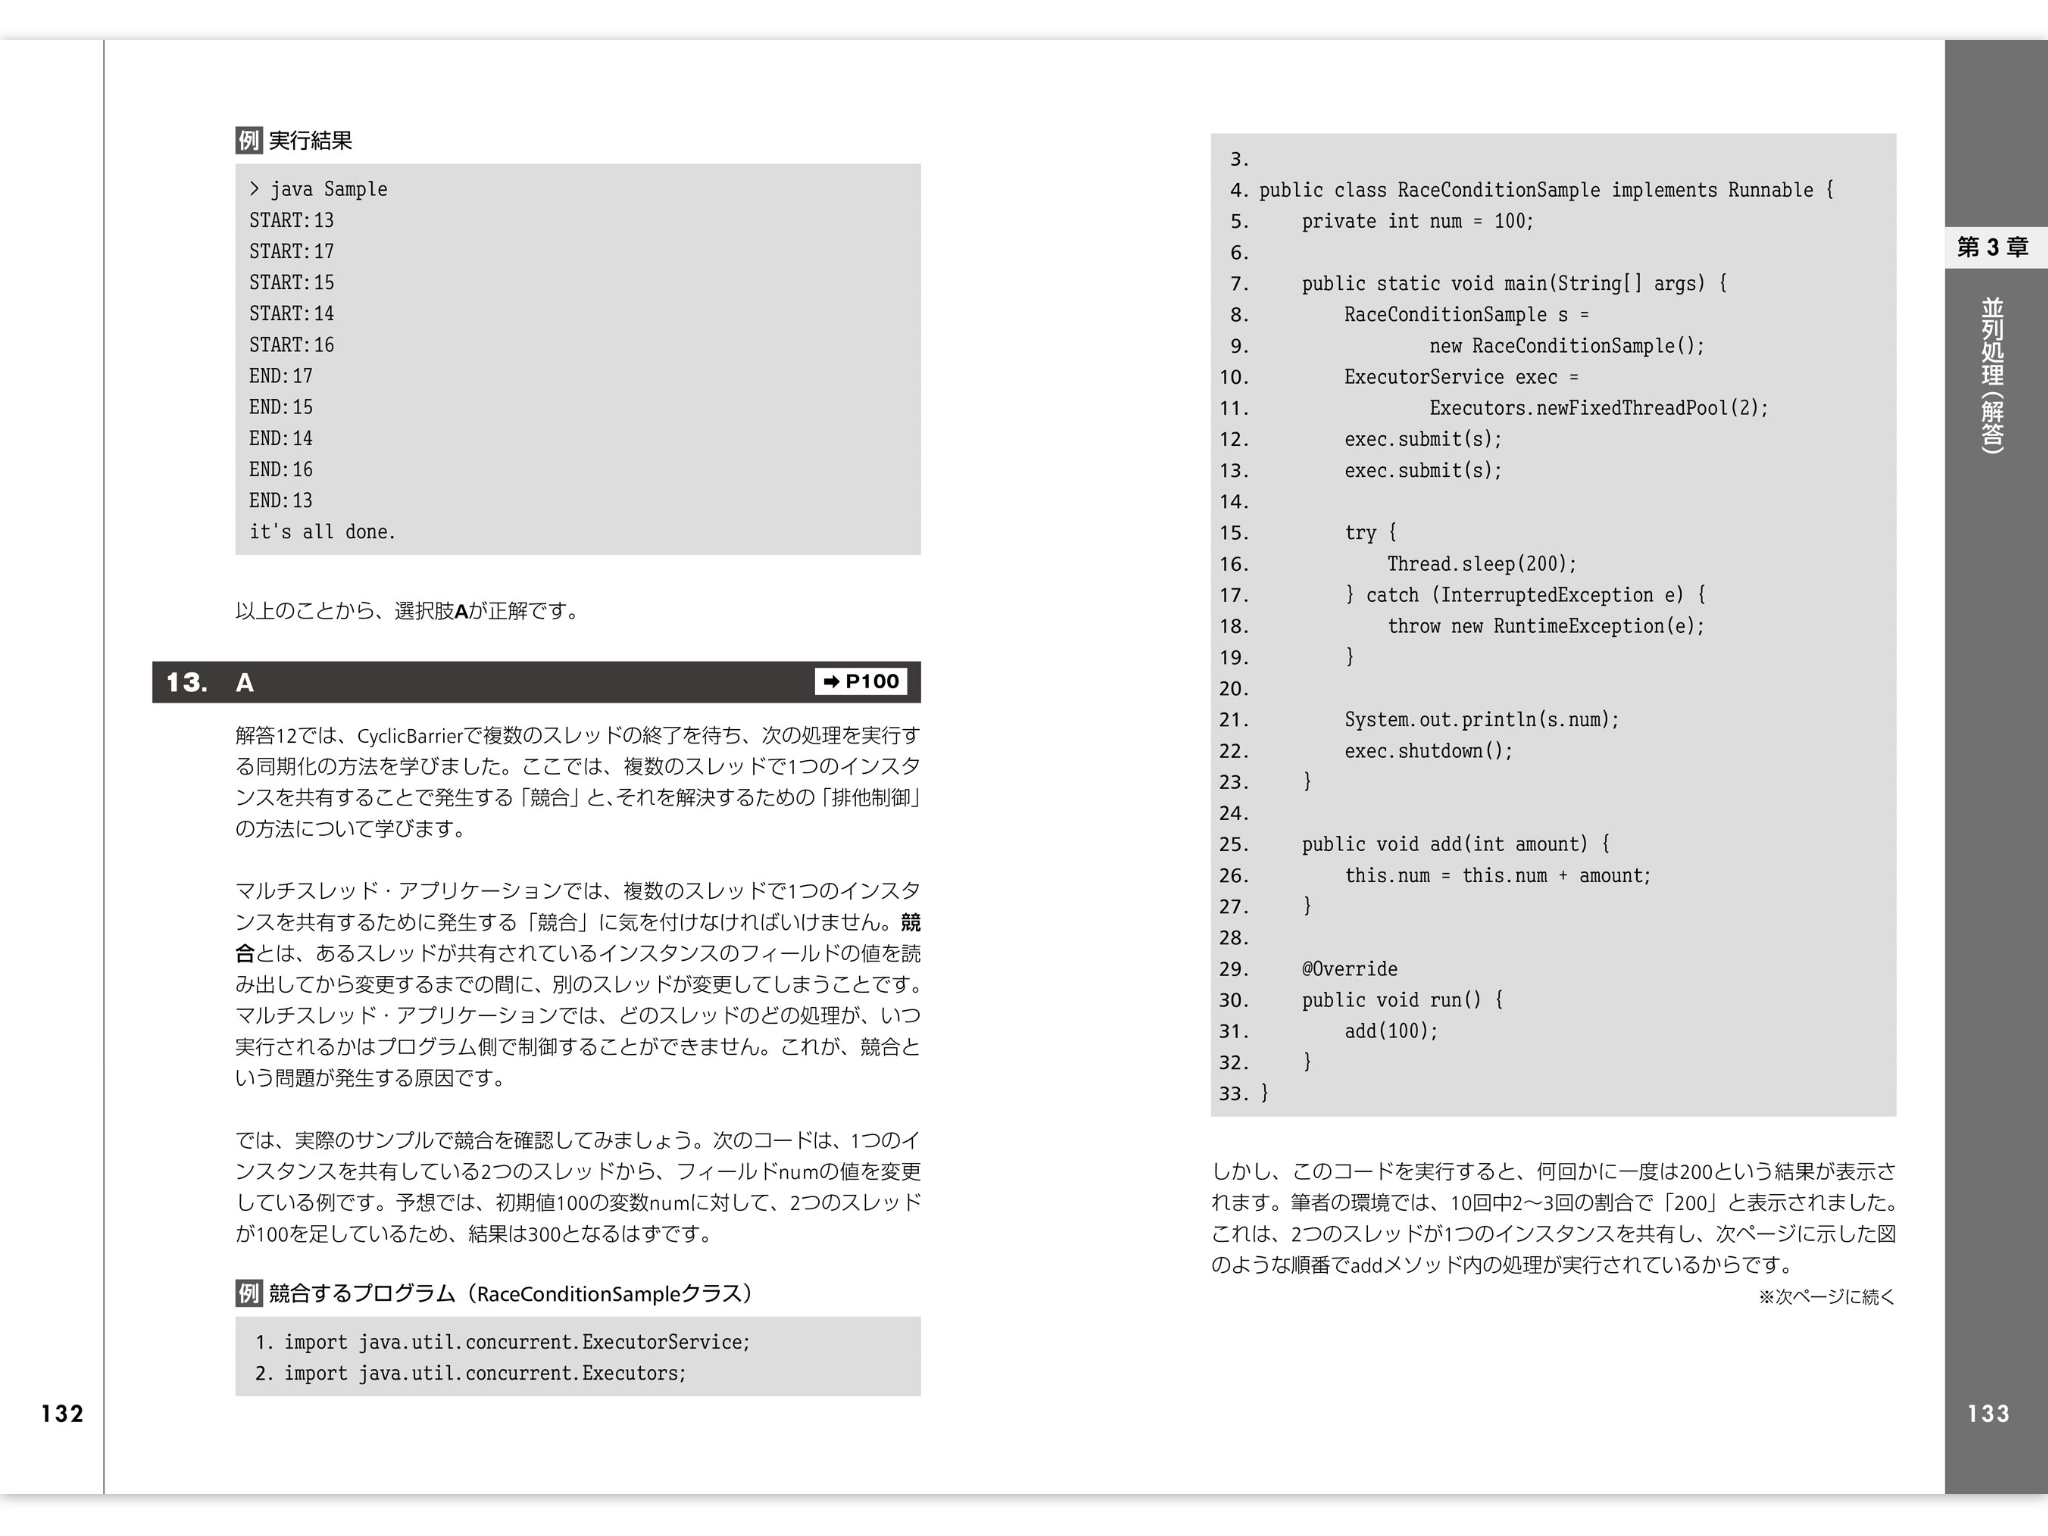 例 実行結果
> java Sample
START:13
START:17
START:15
START:14
START:16
END:17
END:15
END:14
END:16
END:13
it's all done.
以上のことから、選択肢Aが正解です。
13. A ➡ P100
解答12では、CyclicBarrierで複数のスレッドの終了を待ち、次の処理を実行す
る同期化の方法を学びました。ここでは、複数のスレッドで1つのインスタ
ンスを共有することで発生する「競合」と、それを解決するための「排他制御」
の方法について学びます。
マルチスレッド・アプリケーションでは、複数のスレッドで1つのインスタ
ンスを共有するために発生する「競合」に気を付けなければいけません。競
合とは、あるスレッドが共有されているインスタンスのフィールドの値を読
み出してから変更するまでの間に、別のスレッドが変更してしまうことです。
マルチスレッド・アプリケーションでは、どのスレッドのどの処理が、いつ
実行されるかはプログラム側で制御することができません。これが、競合と
いう問題が発生する原因です。
では、実際のサンプルで競合を確認してみましょう。次のコードは、1つのイ
ンスタンスを共有している2つのスレッドから、フィールドnumの値を変更
している例です。予想では、初期値100の変数numに対して、2つのスレッド
が100を足しているため、結果は300となるはずです。
例 競合するプログラム（RaceConditionSampleクラス）
1. import java.util.concurrent.ExecutorService;
2. import java.util.concurrent.Executors;
132
3.
4. public class RaceConditionSample implements Runnable {
5.     private int num = 100;
6.
7.     public static void main(String[] args) {
8.         RaceConditionSample s =
9.                 new RaceConditionSample();
10.         ExecutorService exec =
11.                 Executors.newFixedThreadPool(2);
12.         exec.submit(s);
13.         exec.submit(s);
14.
15.         try {
16.             Thread.sleep(200);
17.         } catch (InterruptedException e) {
18.             throw new RuntimeException(e);
19.         }
20.
21.         System.out.println(s.num);
22.         exec.shutdown();
23.     }
24.
25.     public void add(int amount) {
26.         this.num = this.num + amount;
27.     }
28.
29.     @Override
30.     public void run() {
31.         add(100);
32.     }
33. }
しかし、このコードを実行すると、何回かに一度は200という結果が表示さ
れます。筆者の環境では、10回中2〜3回の割合で「200」と表示されました。
これは、2つのスレッドが1つのインスタンスを共有し、次ページに示した図
のような順番でaddメソッド内の処理が実行されているからです。
※次ページに続く
第3章
並列処理（解答）
133